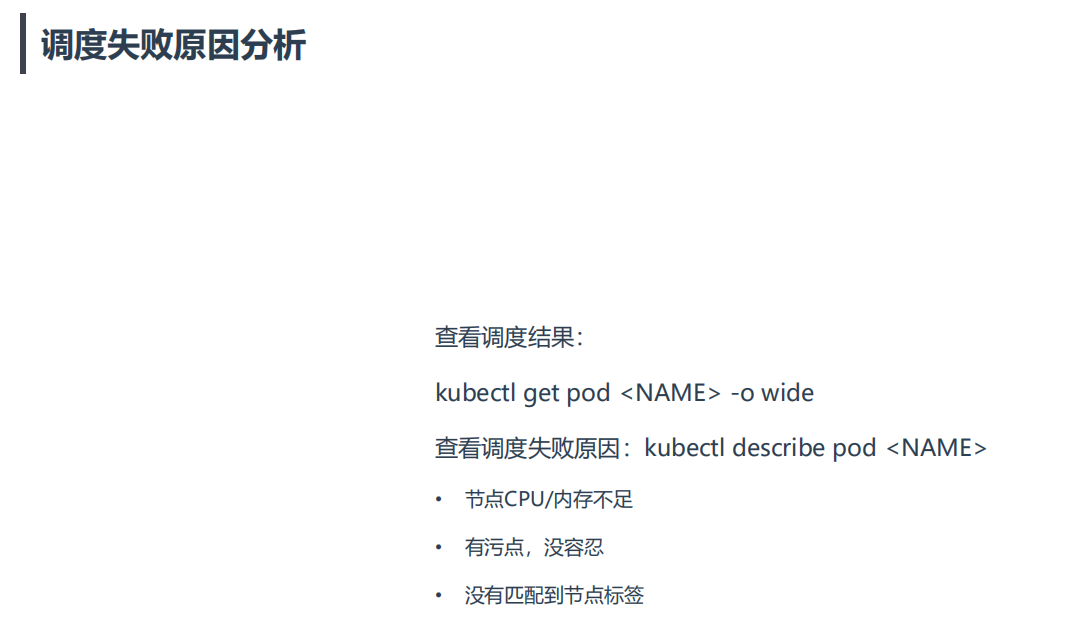 调度失败原因分析
查看调度结果：
kubectl get pod <NAME> -o wide
查看调度失败原因：kubectl describe pod <NAME>
• 节点CPU/内存不足
• 有污点，没容忍
• 没有匹配到节点标签